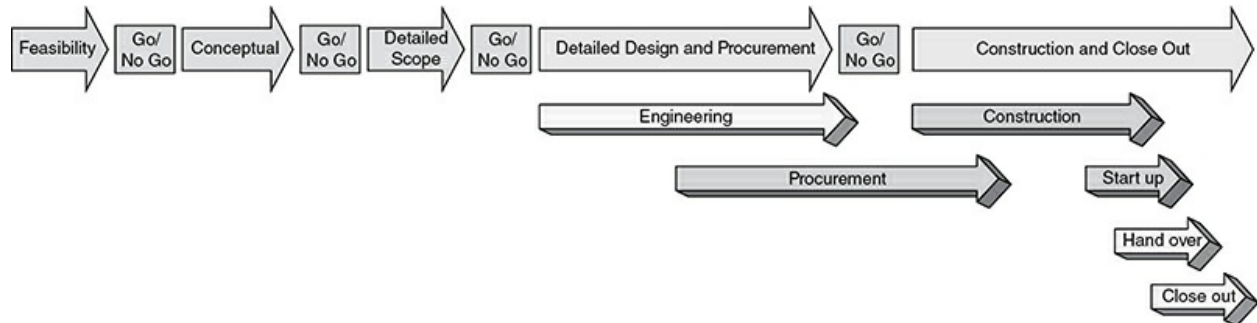 Feasibility
Go/
No Go
Conceptual
Go/
No Go
Detailed
Scope
Go/
No Go
Detailed Design and Procurement
Go/
No Go
Construction and Close Out
Engineering
Construction
Procurement
Start up
Hand over
Close out